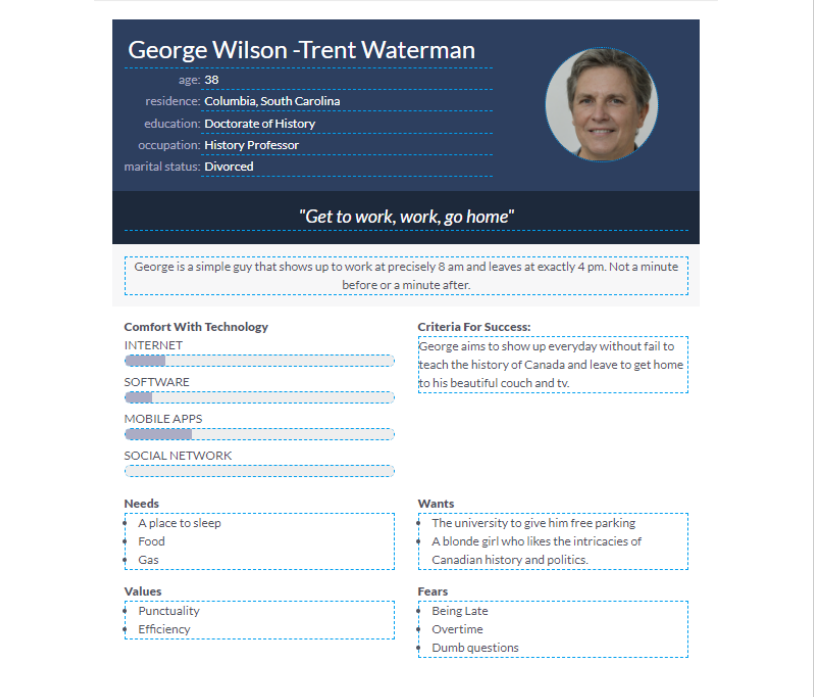 George Wilson -Trent Waterman
age: 38
residence: Columbia, South Carolina
education: Doctorate of History
occupation: History Professor
marital status: Divorced
"Get to work, work, go home"
George is a simple guy that shows up to work at precisely 8 am and leaves at exactly 4 pm. Not a minute
before or a minute after.
Comfort With Technology
INTERNET
SOFTWARE
MOBILE APPS
SOCIAL NETWORK
Criteria For Success:
George aims to show up everyday without fail to
teach the history of Canada and leave to get home
to his beautiful couch and tv.
Needs
A place to sleep
Food
Gas
Wants
The university to give him free parking
A blonde girl who likes the intricacies of
Canadian history and politics.
Values
Punctuality
Efficiency
Fears
Being Late
Overtime
Dumb questions